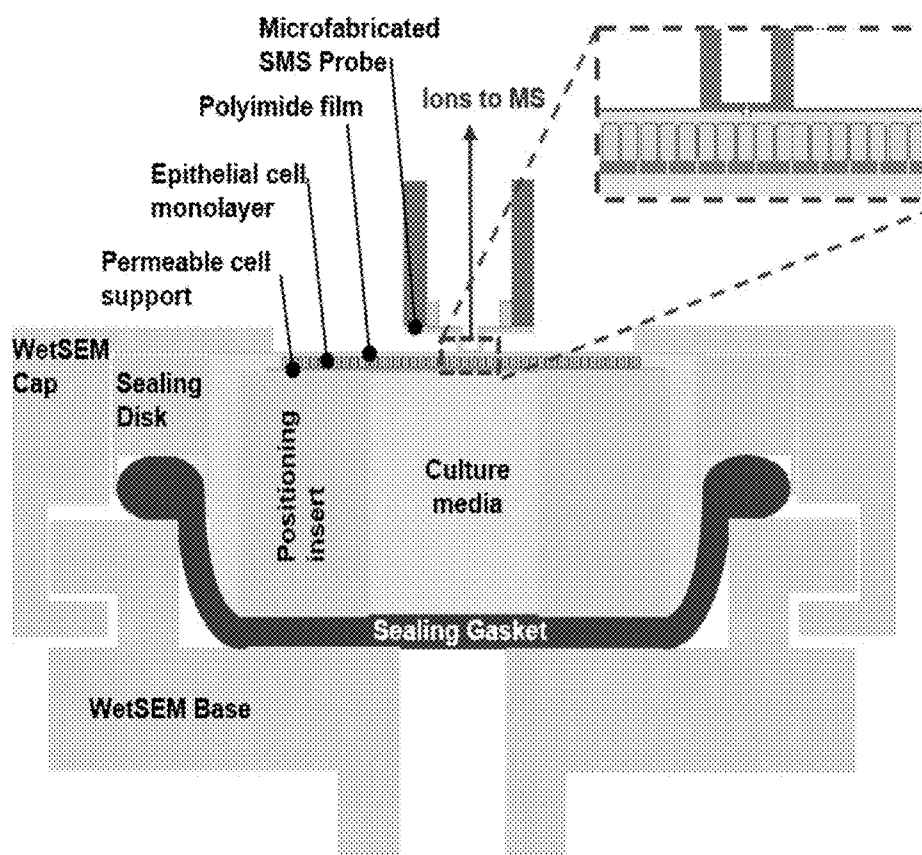 Microfabricated
SMS Probe
Ions to MS
Polyimide film
Epithelial cell
monolayer
Permeable cell
support
WetSEM
Cap
Sealing
Disk
Positioning
insert
Culture
media
Sealing Gasket
WetSEM Base